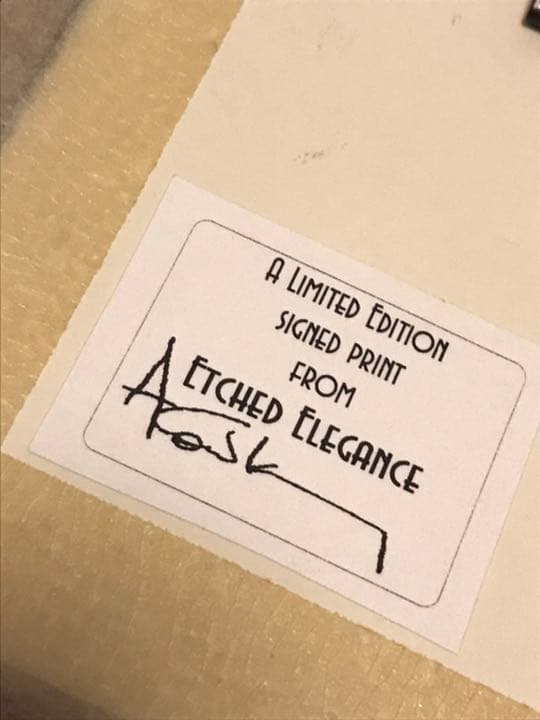 A LIMITED EDITION
SIGNED PRINT
FROM
ETCHED ELEGANCE